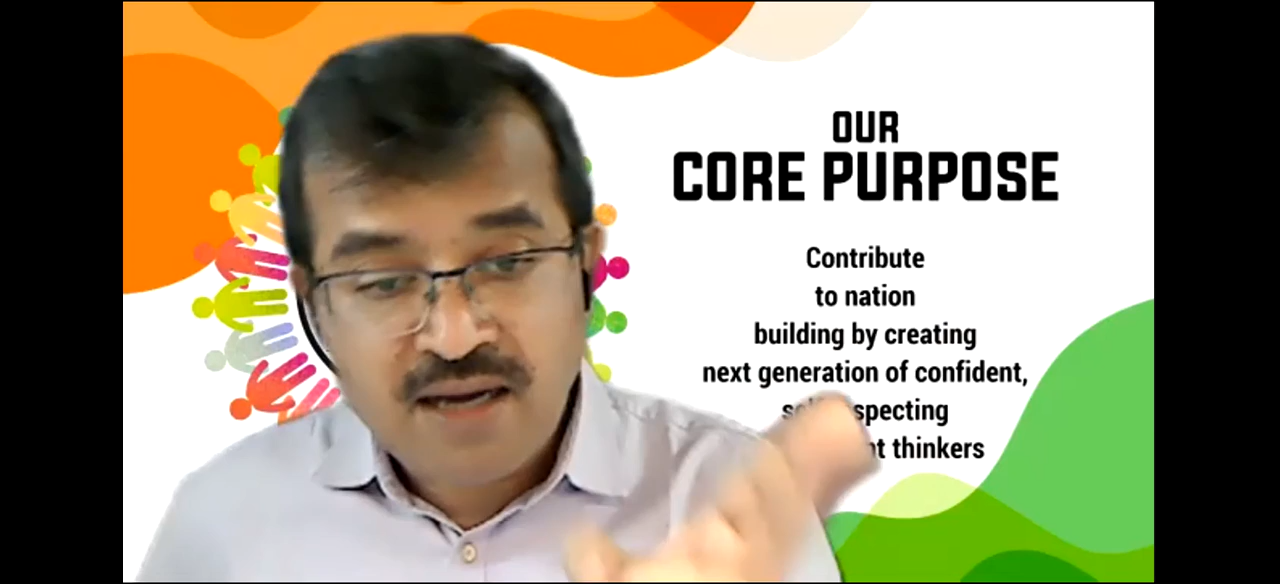 OUR
CORE PURPOSE
Contribute
to nation
building by creating
next generation of confident,
thinkers